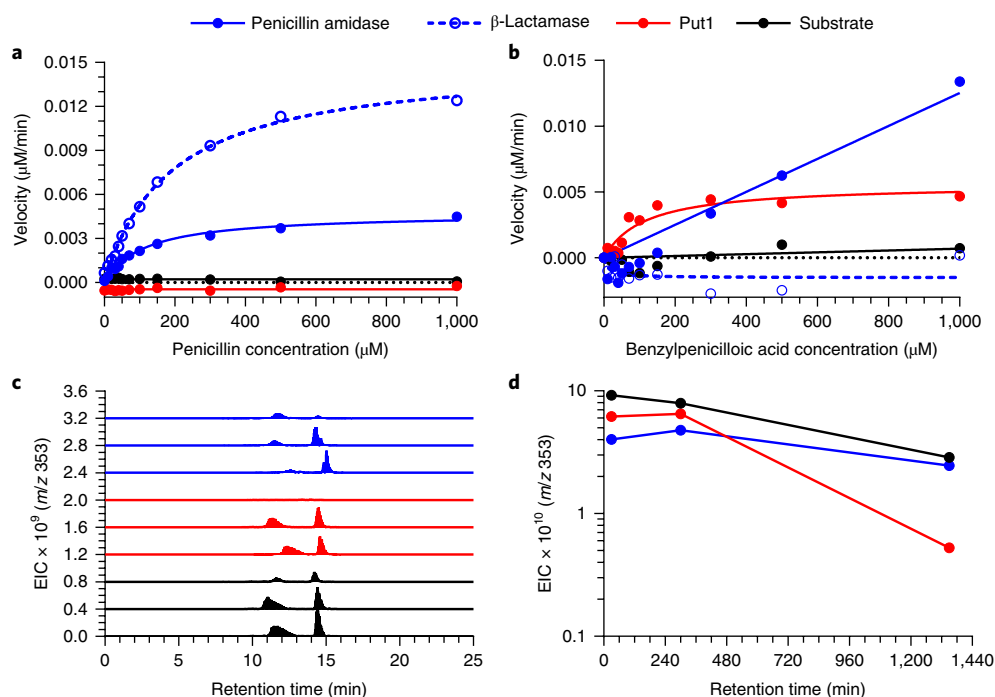 Penicillin amidase β-Lactamase Put1 Substrate
a
0.015
0.012
0.009
0.006
0.003
0.000
Velocity (μM/min)
0 200 400 600 800 1,000
Penicillin concentration (μM)
b
0.015
0.010
0.005
0.000
Velocity (μM/min)
0 200 400 600 800 1,000
Benzylpenicilloic acid concentration (μM)
c
3.6
3.2
2.8
2.4
2.0
1.6
1.2
0.8
0.4
0.0
EIC × 10⁹ (m/z 353)
0 5 10 15 20 25
Retention time (min)
d
10
1
0.1
EIC × 10¹⁰ (m/z 353)
0 240 480 720 960 1,200 1,440
Retention time (min)